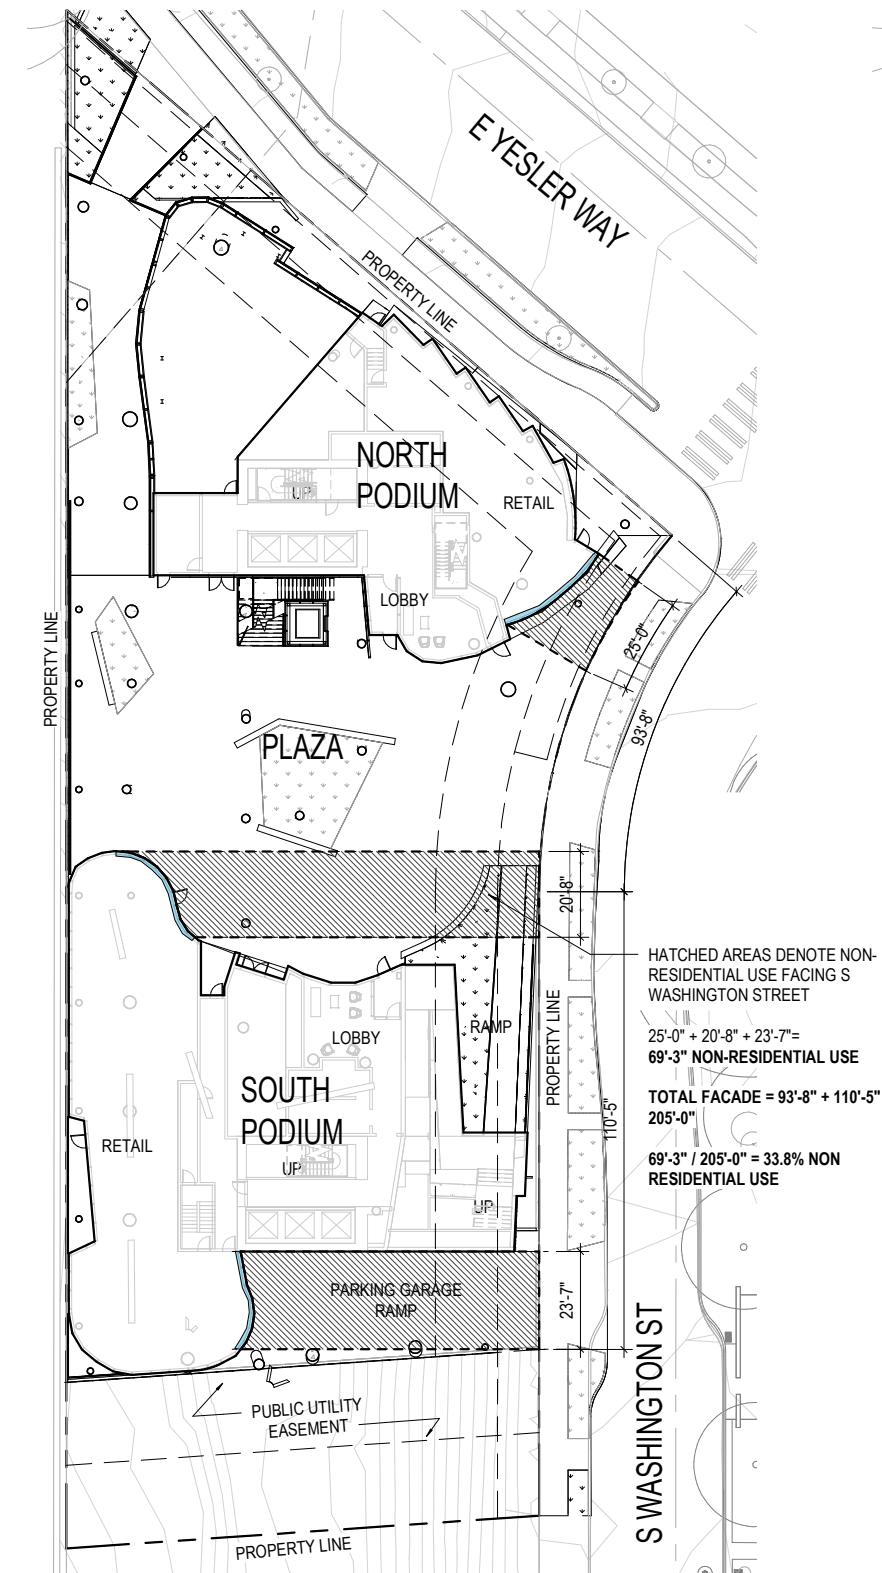 E YESLER WAY
PROPERTY LINE
NORTH
PODIUM
RETAIL
UP
LOBBY
PROPERTY LINE
25'-0"
93'-8"
PLAZA
20'-8"
HATCHED AREAS DENOTE NON-
RESIDENTIAL USE FACING S
WASHINGTON STREET
25'-0" + 20'-8" + 23'-7"=
69'-3" NON-RESIDENTIAL USE
TOTAL FACADE = 93'-8" + 110'-5"
205'-0"
69'-3" / 205'-0" = 33.8% NON
RESIDENTIAL USE
PROPERTY LINE
RAMP
LOBBY
SOUTH
PODIUM
RETAIL
UP
UP
110'-5"
PARKING GARAGE
RAMP
23'-7"
S WASHINGTON ST
PUBLIC UTILITY
EASEMENT
PROPERTY LINE